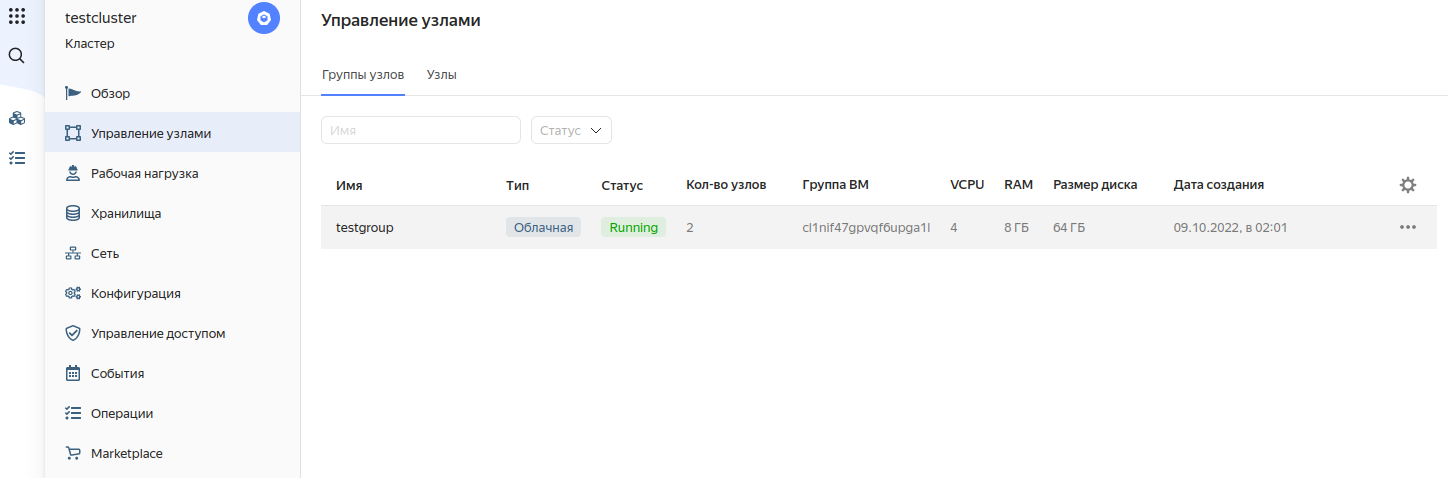 testcluster
Кластер
Обзор
Управление узлами
Рабочая нагрузка
Хранилища
Сеть
Конфигурация
Управление доступом
События
Операции
Marketplace
Управление узлами
Группы узлов Узлы
Имя Статус
Имя Тип Статус Кол-во узлов Группа ВМ VCPU RAM Размер диска Дата создания
testgroup Облачная Running 2 cl1nif47gpvqf6upga1l 4 8 ГБ 64 ГБ 09.10.2022, в 02:01